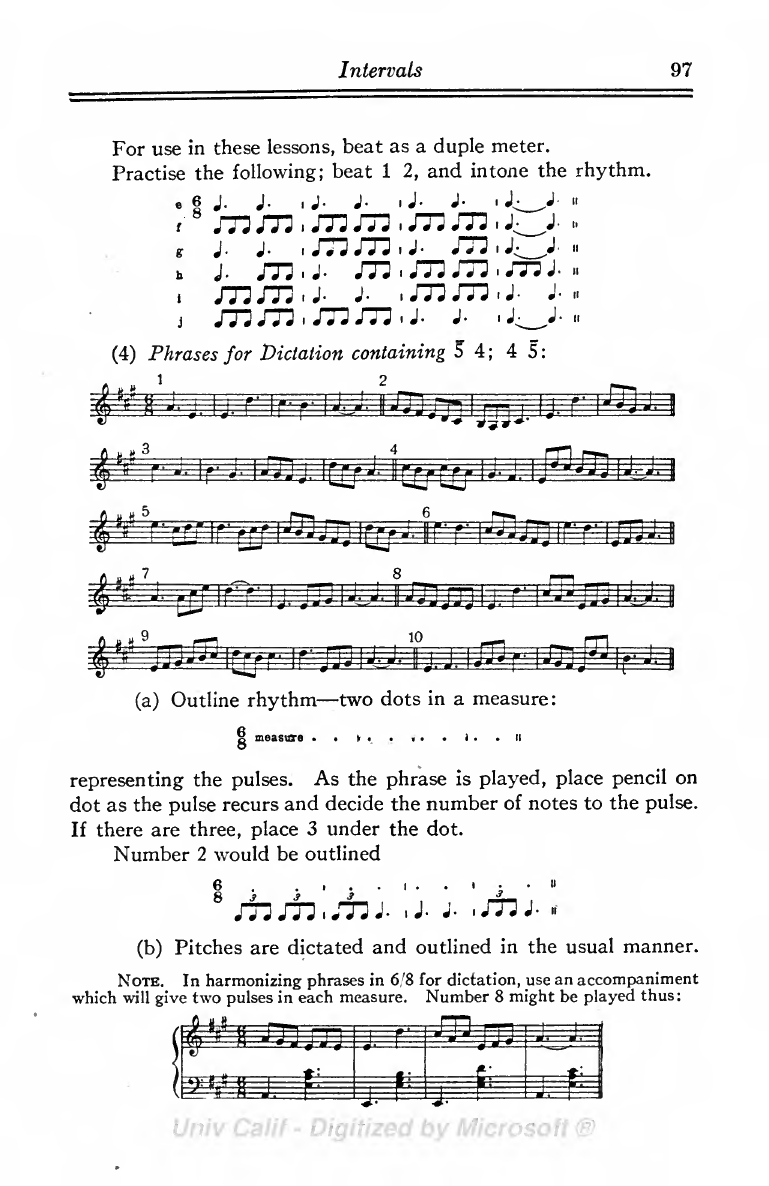 Intervals 97
For use in these lessons, beat as a duple meter.
Practise the following; beat 1 2, and intone the rhythm.
e 6/8
f
g
h
i
j
(4) Phrases for Dictation containing 5̄ 4; 4 5̄:
1 2
6/8
3 4
5 6
7 8
9 10
(a) Outline rhythm—two dots in a measure:
6/8 measure . . . . . . . .
representing the pulses. As the phrase is played, place pencil on
dot as the pulse recurs and decide the number of notes to the pulse.
If there are three, place 3 under the dot.
Number 2 would be outlined
6/8 . . . . . . . .
3 3 3 3
(b) Pitches are dictated and outlined in the usual manner.
NOTE. In harmonizing phrases in 6/8 for dictation, use an accompaniment
which will give two pulses in each measure. Number 8 might be played thus:
6/8
6/8
Univ Calif - Digitized by Microsoft ®